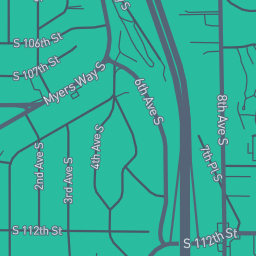 y S
S 106th St
S 107th St
Myers Way S
6th Ave S
8th Ave S
4th Ave S
7th Pl S
2nd Ave S
3rd Ave S
S 112th St
S 112th St